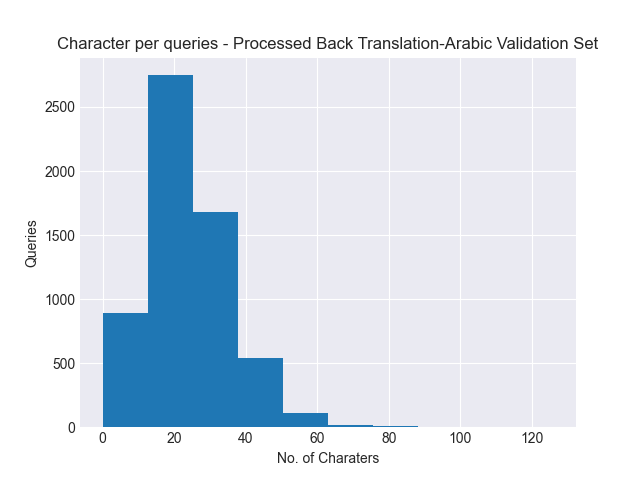 Character per queries - Processed Back Translation-Arabic Validation Set
2500
2000
1500
1000
500
0
Queries
0 20 40 60 80 100 120
No. of Charaters